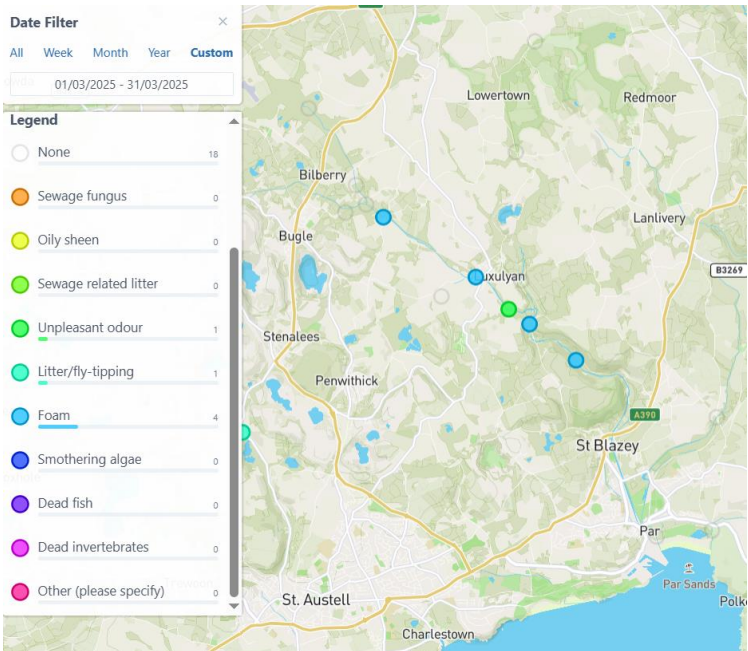 Date Filter ×
All Week Month Year Custom
01/03/2025 - 31/03/2025
Legend
None 18
Sewage fungus 0
Oily sheen 0
Sewage related litter 0
Unpleasant odour 1
Litter/fly-tipping 1
Foam 4
Smothering algae 0
Dead fish 0
Dead invertebrates 0
Other (please specify) 0
Lowertown
Redmoor
Bilberry
Lanlivery
Bugle
B3269
uxulyan
Stenalees
Penwithick
A390
St Blazey
Par
Par Sands
Polk
St. Austell
Charlestown